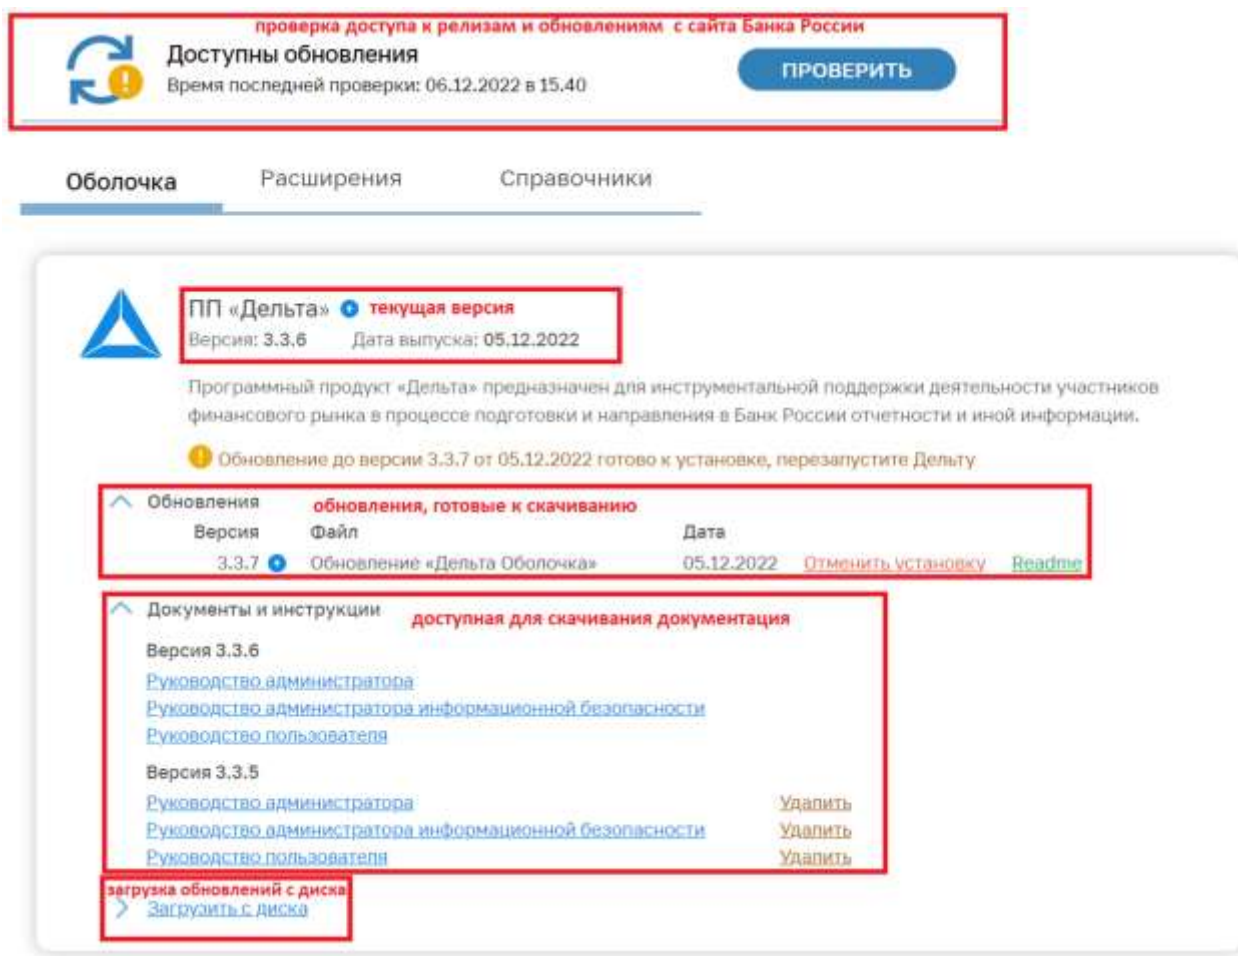 проверка доступа к релизам и обновлениям с сайта Банка России
Доступны обновления
Время последней проверки: 06.12.2022 в 15.40
ПРОВЕРИТЬ
Оболочка Расширения Справочники
ПП «Дельта» текущая версия
Версия: 3.3.6 Дата выпуска: 05.12.2022
Программный продукт «Дельта» предназначен для инструментальной поддержки деятельности участников
финансового рынка в процессе подготовки и направления в Банк России отчетности и иной информации.
Обновление до версии 3.3.7 от 05.12.2022 готово к установке, перезапустите Дельту
Обновления обновления, готовые к скачиванию
Версия Файл Дата
3.3.7 Обновление «Дельта Оболочка» 05.12.2022 Отменить установку Readme
Документы и инструкции доступная для скачивания документация
Версия 3.3.6
Руководство администратора
Руководство администратора информационной безопасности
Руководство пользователя
Версия 3.3.5
Руководство администратора Удалить
Руководство администратора информационной безопасности Удалить
Руководство пользователя Удалить
загрузка обновлений с диска
Загрузить с диска